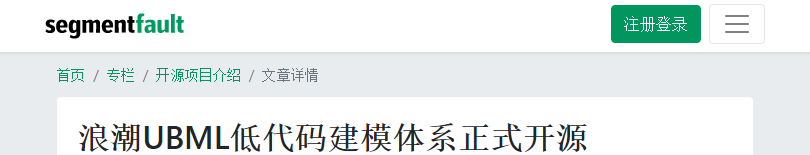 segmentfault 注册登录
首页 / 专栏 / 开源项目介绍 / 文章详情
浪潮UBML低代码建模体系正式开源